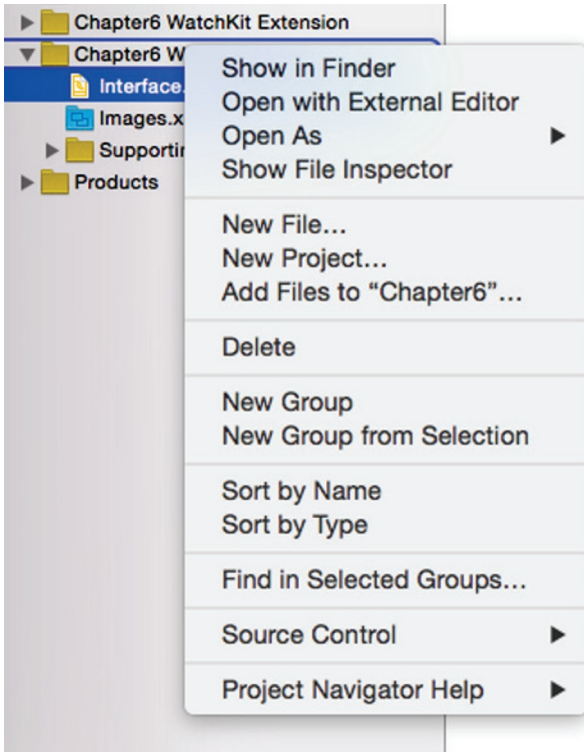 Chapter6 WatchKit Extension
Chapter6 W
Interface.
Images.x
Supportin
Products
Show in Finder
Open with External Editor
Open As
Show File Inspector
New File...
New Project...
Add Files to “Chapter6”...
Delete
New Group
New Group from Selection
Sort by Name
Sort by Type
Find in Selected Groups...
Source Control
Project Navigator Help